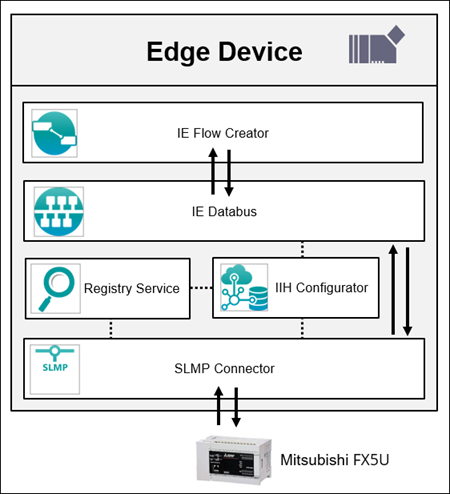 Edge Device
IE Flow Creator
IE Databus
Registry Service
IIH Configurator
SLMP
SLMP Connector
Mitsubishi FX5U